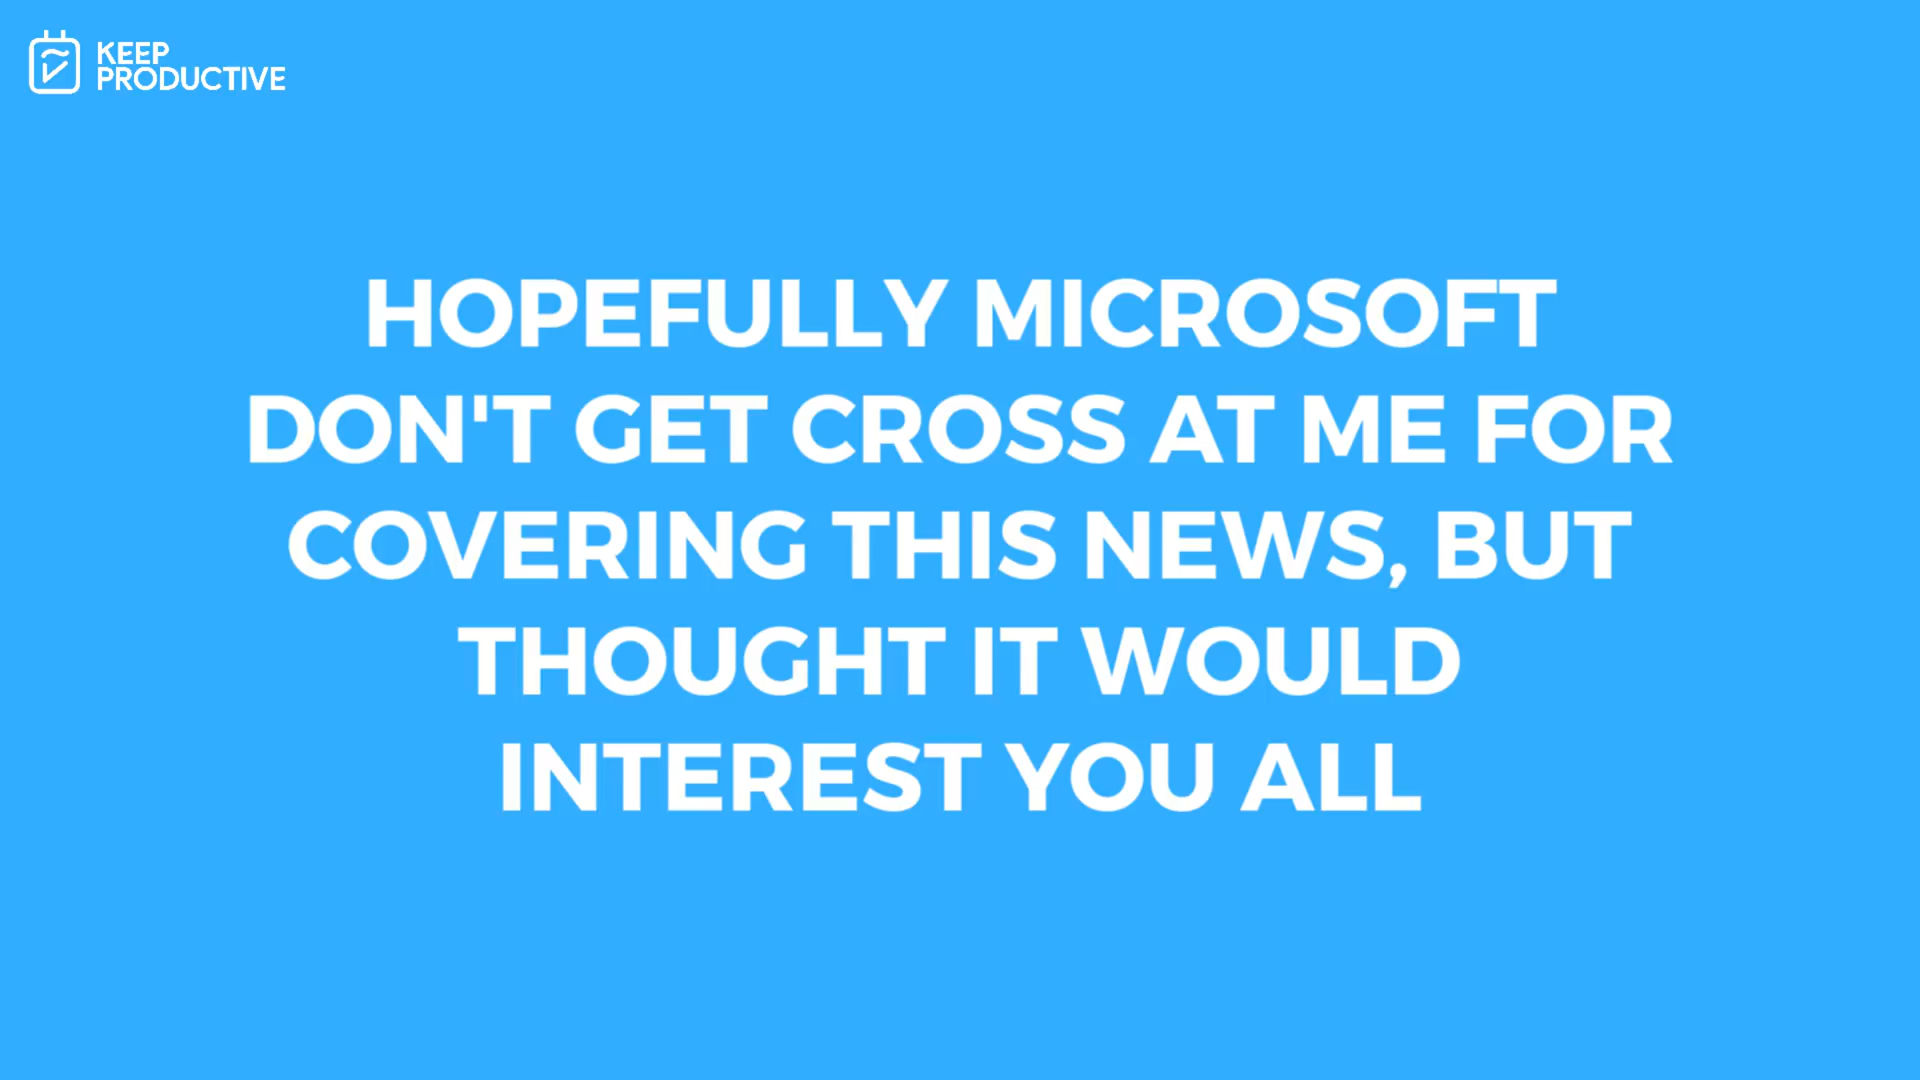 KEEP
PRODUCTIVE
HOPEFULLY MICROSOFT
DON'T GET CROSS AT ME FOR
COVERING THIS NEWS, BUT
THOUGHT IT WOULD
INTEREST YOU ALL